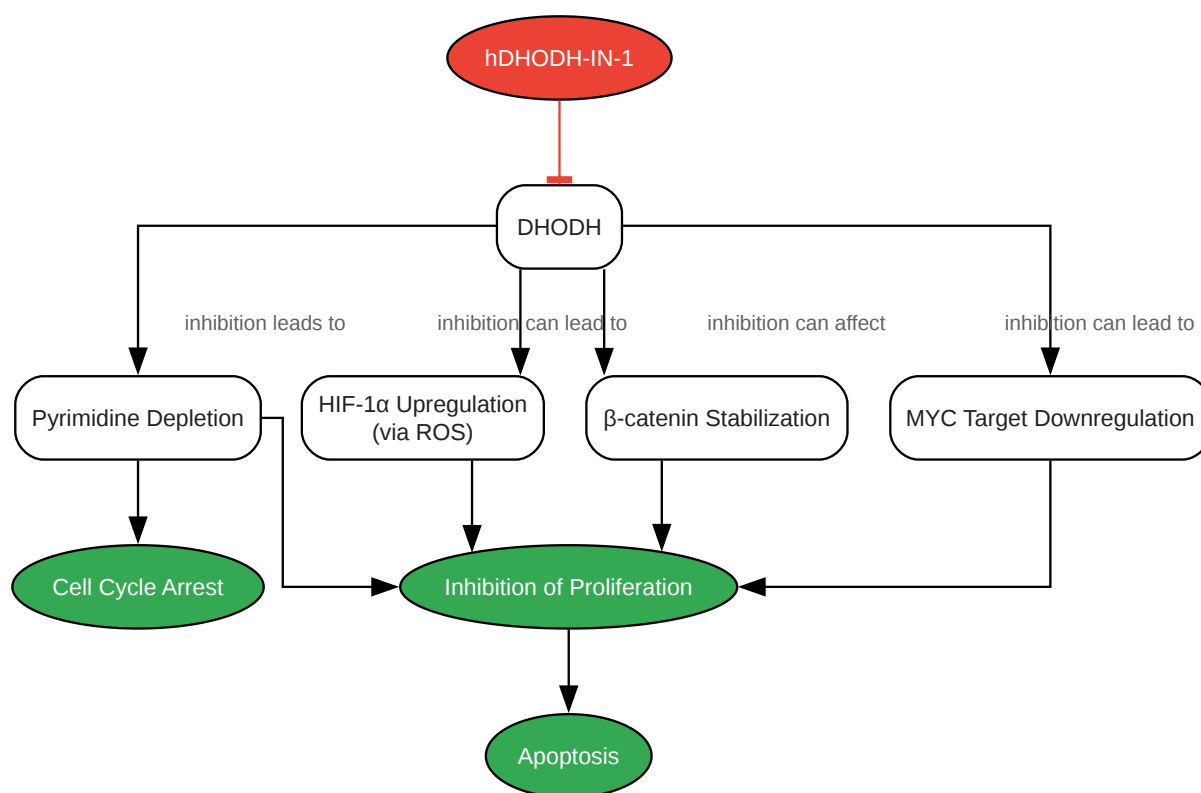 hDHODH-IN-1
DHODH
inhibition leads to
inhibition can lead to
inhibition can affect
inhibition can lead to
Pyrimidine Depletion
HIF-1α Upregulation
(via ROS)
β-catenin Stabilization
MYC Target Downregulation
Cell Cycle Arrest
Inhibition of Proliferation
Apoptosis